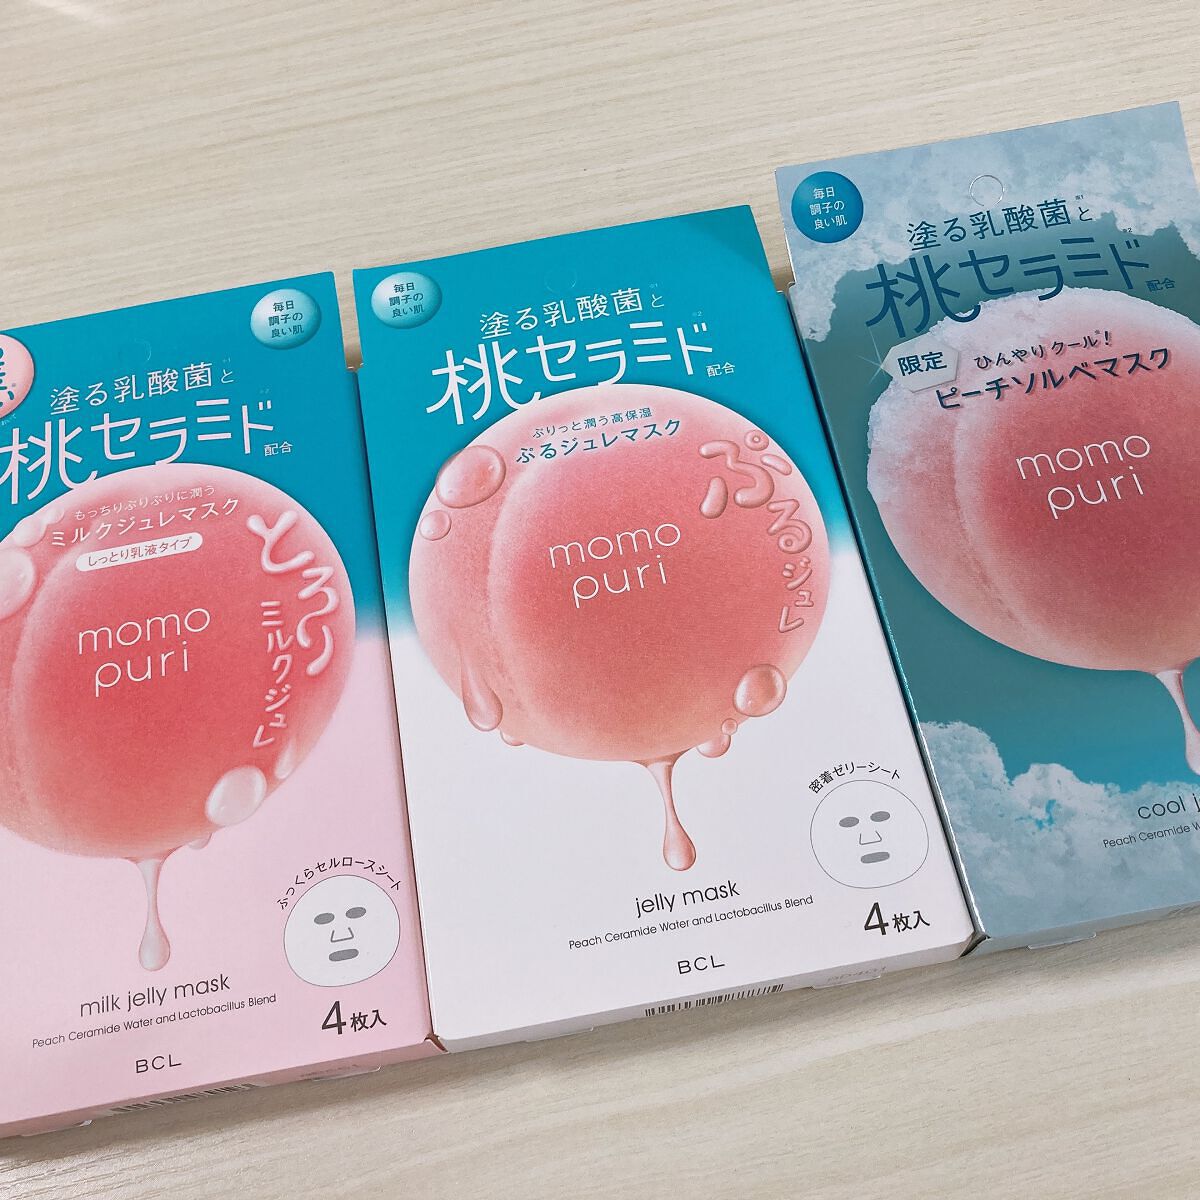 毎日
調子の
良い肌
塗る乳酸菌※1と
桃セラミド※2
配合
もっちりぷりぷりに潤う
ミルクジュレマスク
しっとり乳液タイプ
とろり
ミルクジュレ
momo
puri
ふっくらセルロースシート
milk jelly mask
Peach Ceramide Water and Lactobacillus Blend
4枚入
BCL
毎日
調子の
良い肌
塗る乳酸菌※1と
桃セラミド※2
配合
ぷりっと潤う高保湿
ぷるジュレマスク
ぷる
ジュレ
momo
puri
密着ゼリーシート
jelly mask
Peach Ceramide Water and Lactobacillus Blend
4枚入
BCL
毎日
調子の
良い肌
塗る乳酸菌※1と
桃セラミド※2
配合
限定
ひんやりクール※!
ピーチソルベマスク
momo
puri
cool j
Peach Ceramide W